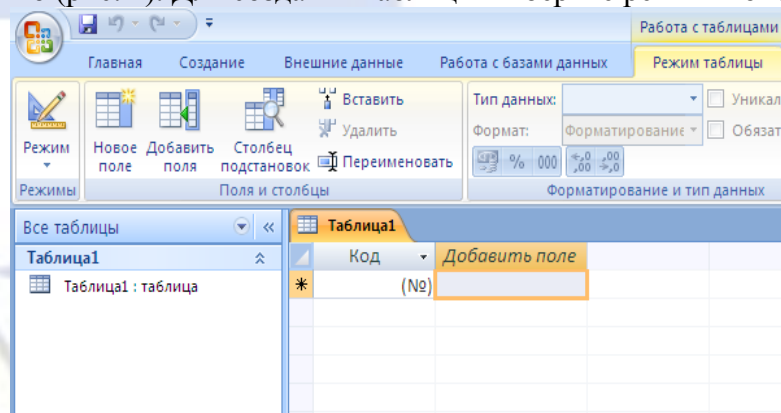 Работа с таблицами
Главная Создание Внешние данные Работа с базами данных Режим таблицы
Режим
Новое поле
Добавить поля
Столбец подстановок
Вставить
Удалить
Переименовать
Тип данных:
Формат: Форматирование
% 000
Уникал
Обязат
Режимы Поля и столбцы Форматирование и тип данных
Все таблицы
Таблица1
Таблица1 : таблица
Таблица1
Код Добавить поле
(№)